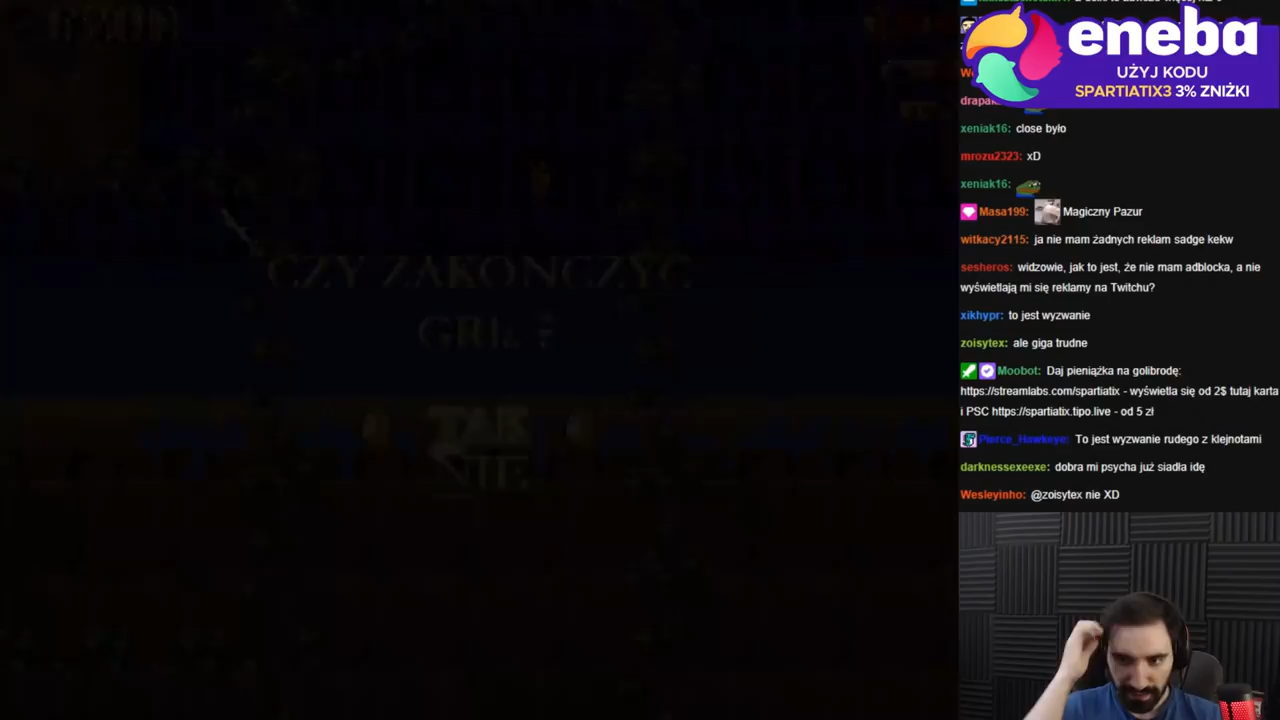 CZY ZAKOŃCZYĆ
GRĘ ?
TAK
NIE
eneba
UŻYJ KODU
SPARTIATIX3 3% ZNIŻKI
xeniak16: close było
mrozu2323: xD
xeniak16:
Masa199: Magiczny Pazur
witkacy2115: ja nie mam żadnych reklam sadge kekw
sesheros: widzowie, jak to jest, że nie mam adblocka, a nie
wyświetlają mi się reklamy na Twitchu?
xikhypr: to jest wyzwanie
zoisytex: ale giga trudne
Moobot: Daj pieniążka na golibrodę:
https://streamlabs.com/spartiatix - wyświetla się od 2$ tutaj karta
i PSC https://spartiatix.tipo.live - od 5 zł
Pierce_Hawkeye: To jest wyzwanie rudego z klejnotami
darknessexeexe: dobra mi psycha już siadła idę
Wesleyinho: @zoisytex nie XD